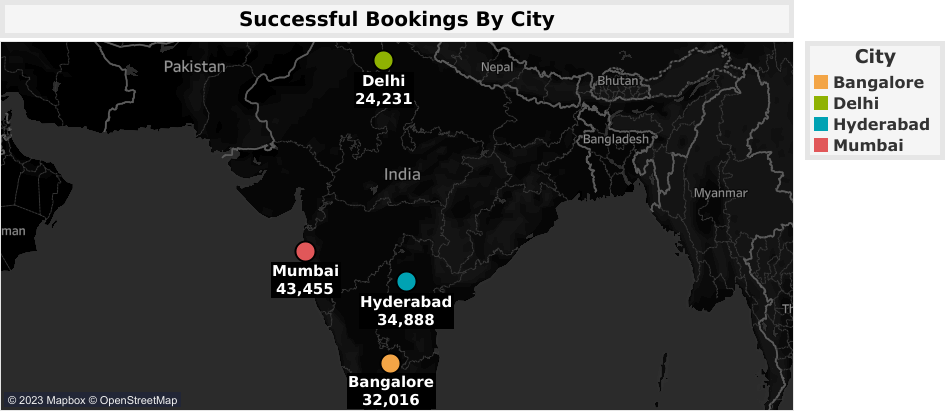 Successful Bookings By City
Pakistan
Nepal
Bhutan
Delhi
24,231
Bangladesh
India
Myanmar
man
Mumbai
43,455
Hyderabad
34,888
Th
Bangalore
32,016
© 2023 Mapbox © OpenStreetMap
City
Bangalore
Delhi
Hyderabad
Mumbai